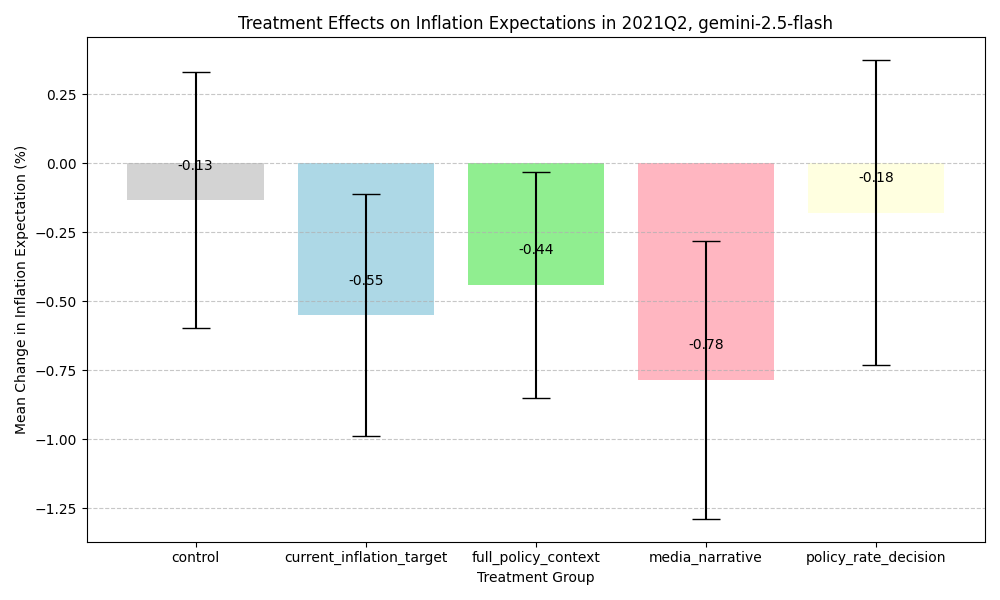 Treatment Effects on Inflation Expectations in 2021Q2, gemini-2.5-flash
Mean Change in Inflation Expectation (%)
0.25
0.00
−0.25
−0.50
−0.75
−1.00
−1.25
-0.13
-0.55
-0.44
-0.78
-0.18
control
current_inflation_target
full_policy_context
media_narrative
policy_rate_decision
Treatment Group